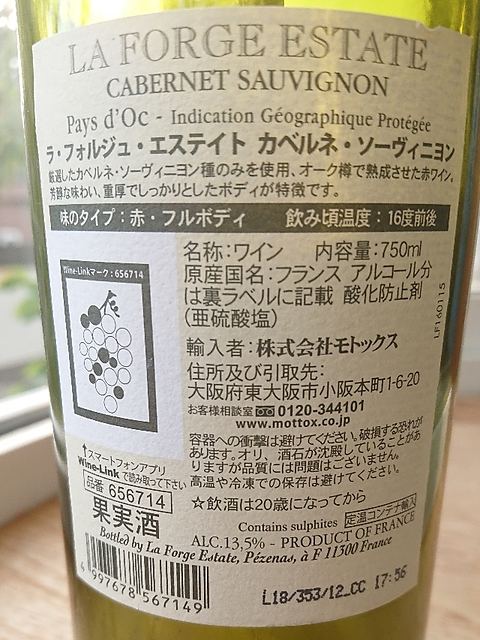 LA FORGE ESTATE
CABERNET SAUVIGNON
Pays d'Oc - Indication Géographique Protégée
ラ・フォルジュ・エステイト カベルネ・ソーヴィニヨン
厳選したカベルネ・ソーヴィニヨン種のみを使用、オーク樽で熟成させた赤ワイン。
芳醇な味わい、重厚でしっかりとしたボディが特徴です。
味のタイプ:赤・フルボディ 飲み頃温度:16度前後
Wine-Linkマーク:656714
名称:ワイン 内容量:750ml
原産国名:フランス アルコール分
は裏ラベルに記載 酸化防止剤
(亜硫酸塩)
LF160115
輸入者:株式会社モトックス
住所及び引取先:
大阪府東大阪市小阪本町1-6-20
お客様相談室 0120-344101
www.mottox.co.jp
容器への衝撃は避けてください。破損する恐れが
あります。オリ、酒石が沈殿していることがあ
りますが品質には問題はございません。
高温や冷凍での保存は避けてください。
↑スマートフォンアプリ
Wine-Linkで読み取って下さい
品番 656714
果実酒
☆飲酒は20歳になってから
Contains sulphites 定温コンテナ輸入
ALC.13,5% - PRODUCT OF FRANCE
Bottled by La Forge Estate, Pézenas, à F 11300 France
4 997678 567149
L18/353/12_CC 17:56